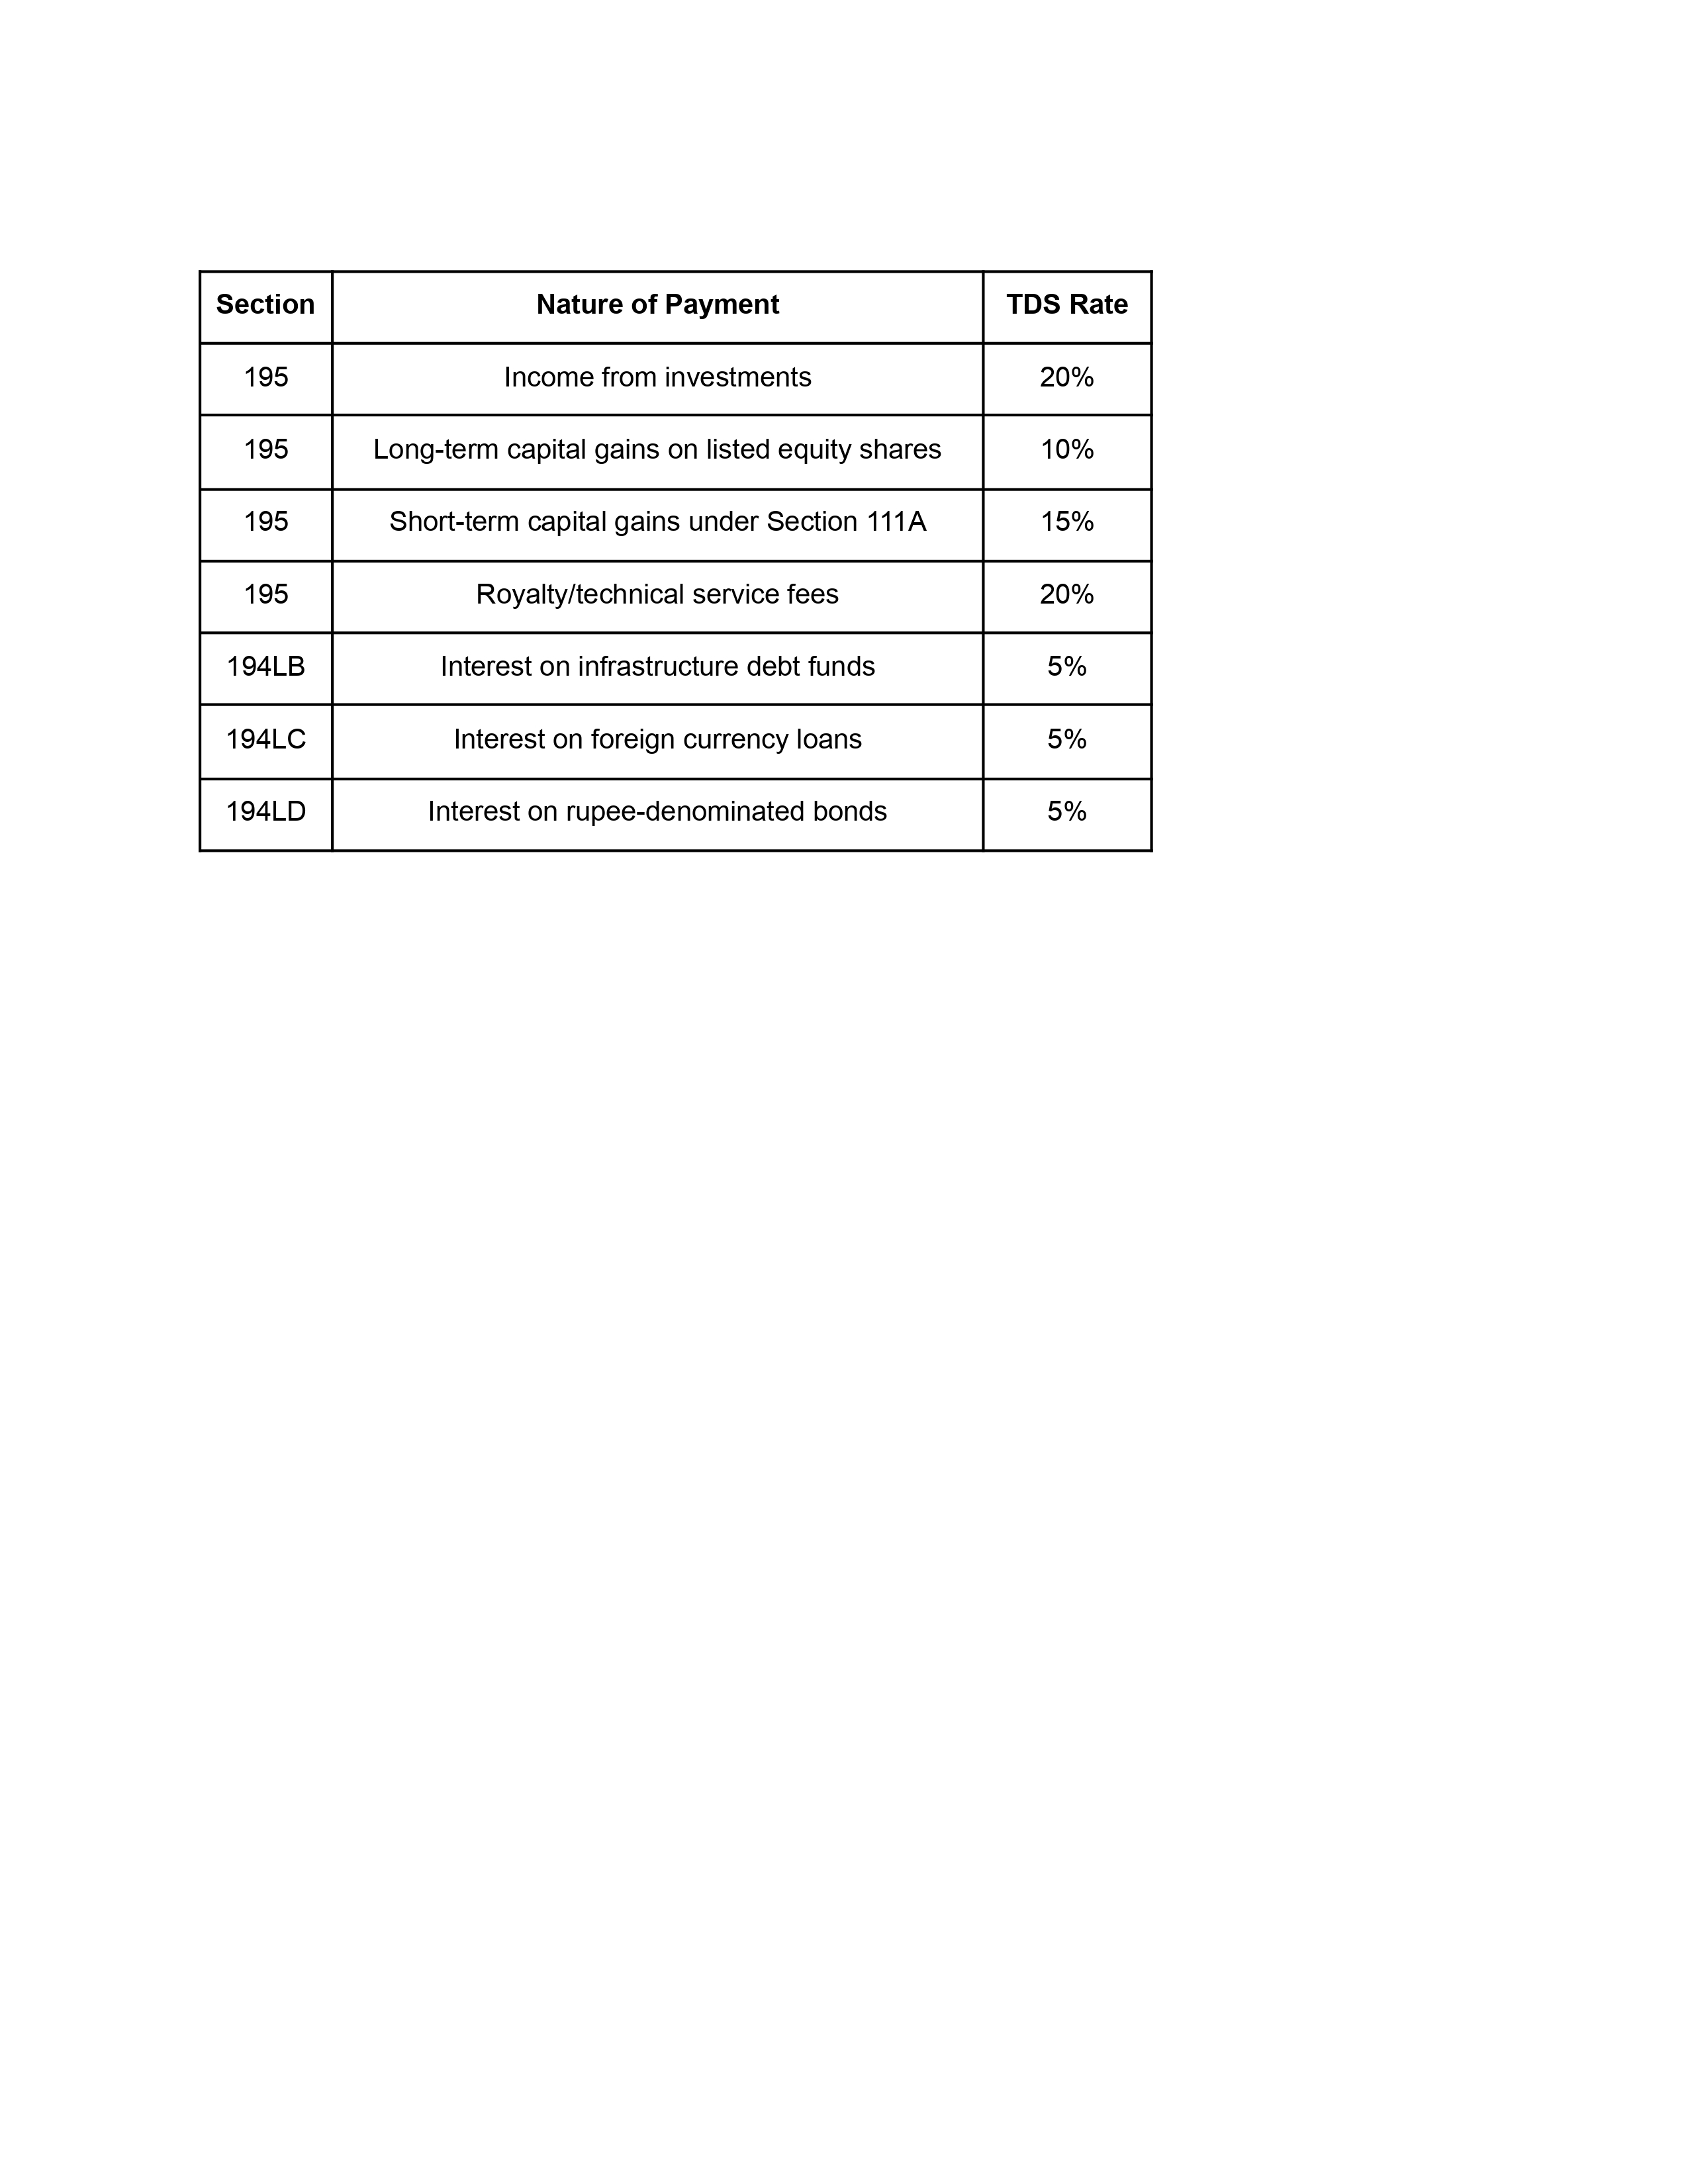 Section Nature of Payment TDS Rate
195 Income from investments 20%
195 Long-term capital gains on listed equity shares 10%
195 Short-term capital gains under Section 111A 15%
195 Royalty/technical service fees 20%
194LB Interest on infrastructure debt funds 5%
194LC Interest on foreign currency loans 5%
194LD Interest on rupee-denominated bonds 5%